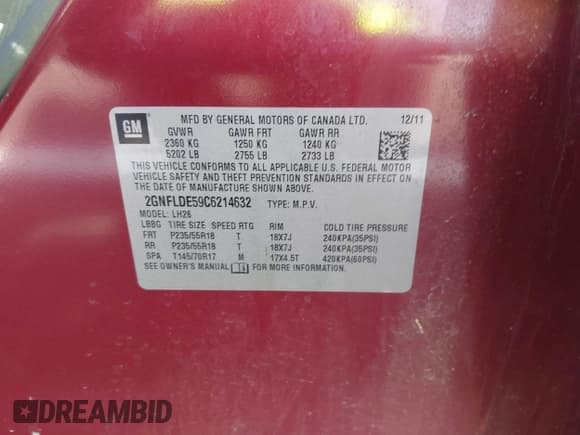 GM
MFD BY GENERAL MOTORS OF CANADA LTD. 12/11
GVWR GAWR FRT GAWR RR
2360 KG 1250 KG 1240 KG
5202 LB 2755 LB 2733 LB
THIS VEHICLE CONFORMS TO ALL APPLICABLE U.S. FEDERAL MOTOR
VEHICLE SAFETY AND THEFT PREVENTION STANDARDS IN EFFECT ON
THE DATE OF MANUFACTURE SHOWN ABOVE.
2GNFLDE59C6214632 TYPE: M.P.V.
MODEL: LH26
LBBG TIRE SIZE SPEED RTG RIM COLD TIRE PRESSURE
FRT P235/55R18 T 18X7J 240KPA(35PSI)
RR P235/55R18 T 18X7J 240KPA(35PSI)
SPA T145/70R17 M 17X4.5T 420KPA(60PSI)
SEE OWNER'S MANUAL FOR MORE INFORMATION.
DREAMBID